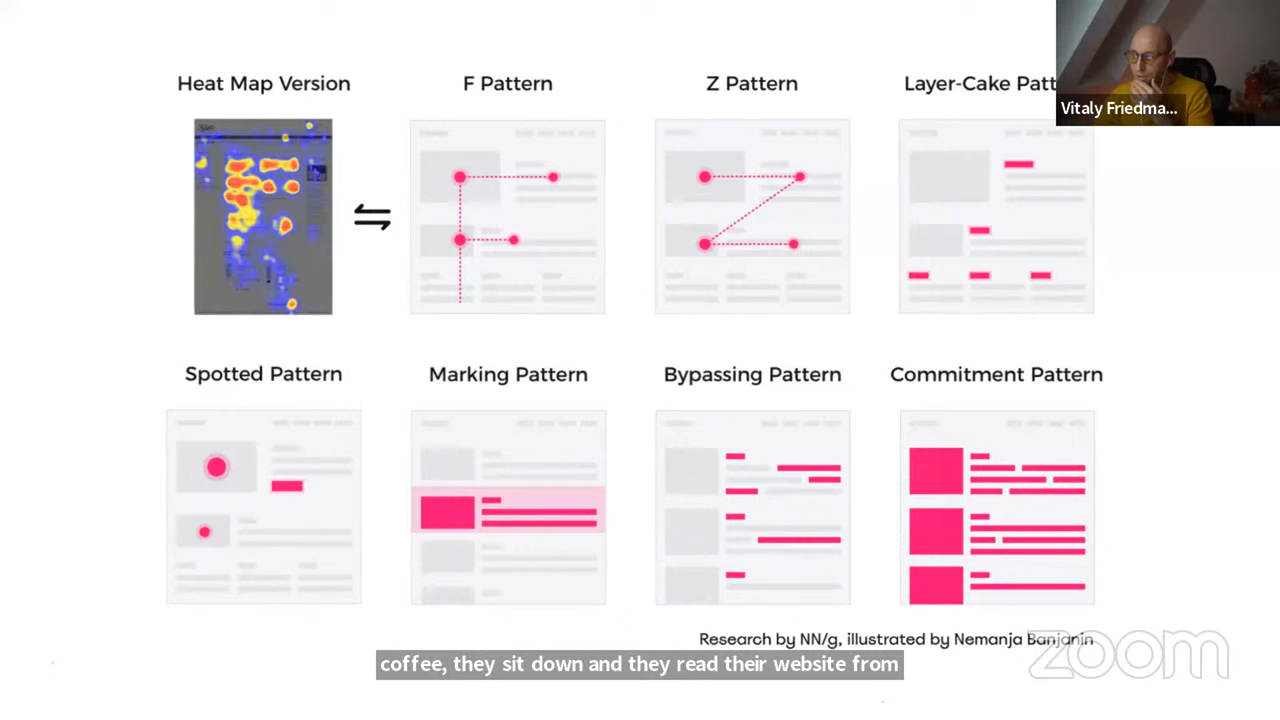 Heat Map Version
F Pattern
Z Pattern
Layer-Cake
Vitaly Friedma...
Spotted Pattern
Marking Pattern
Bypassing Pattern
Commitment Pattern
Research by NN/g, illustrated by Nemanja Banjanin
coffee, they sit down and they read their website from
zoom